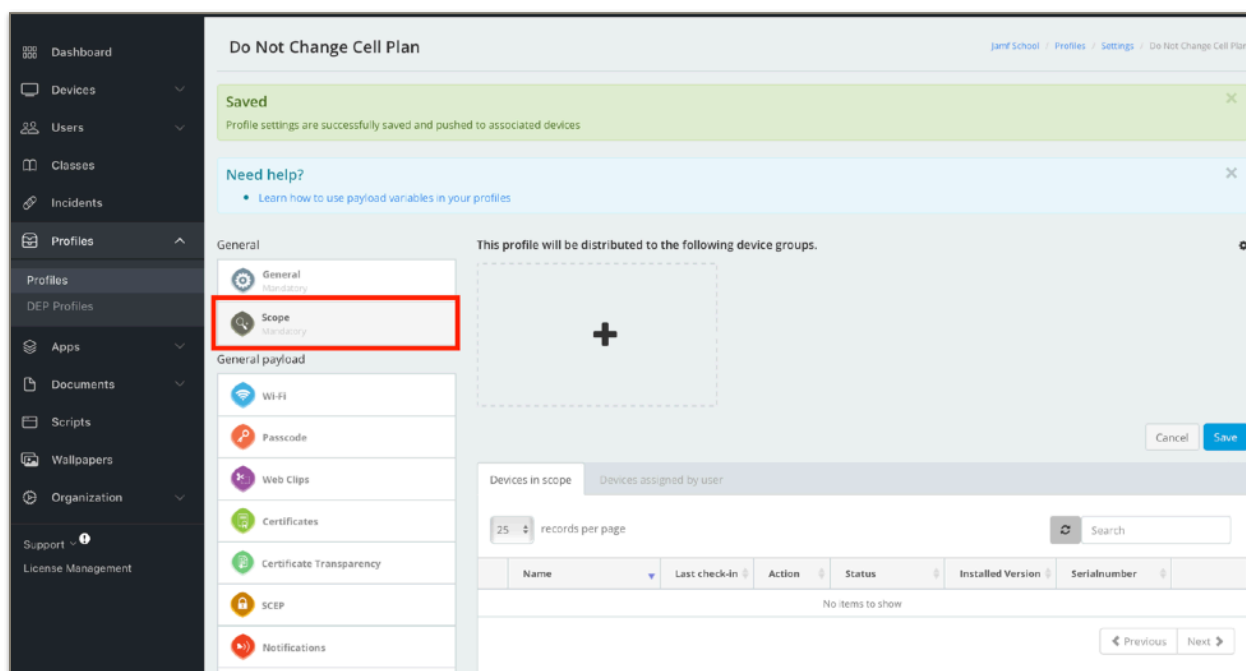 Dashboard
Devices
Users
Classes
Incidents
Profiles
Profiles
DEP Profiles
Apps
Documents
Scripts
Wallpapers
Organization
Support
License Management
Do Not Change Cell Plan
Jamf School / Profiles / Settings / Do Not Change Cell Plan
Saved
Profile settings are successfully saved and pushed to associated devices
Need help?
Learn how to use payload variables in your profiles
General
General
Mandatory
Scope
Mandatory
General payload
Wi-Fi
Passcode
Web Clips
Certificates
Certificate Transparency
SCEP
Notifications
This profile will be distributed to the following device groups.
Cancel Save
Devices in scope Devices assigned by user
25 records per page Search
Name Last check-in Action Status Installed Version Serialnumber
No items to show
Previous Next